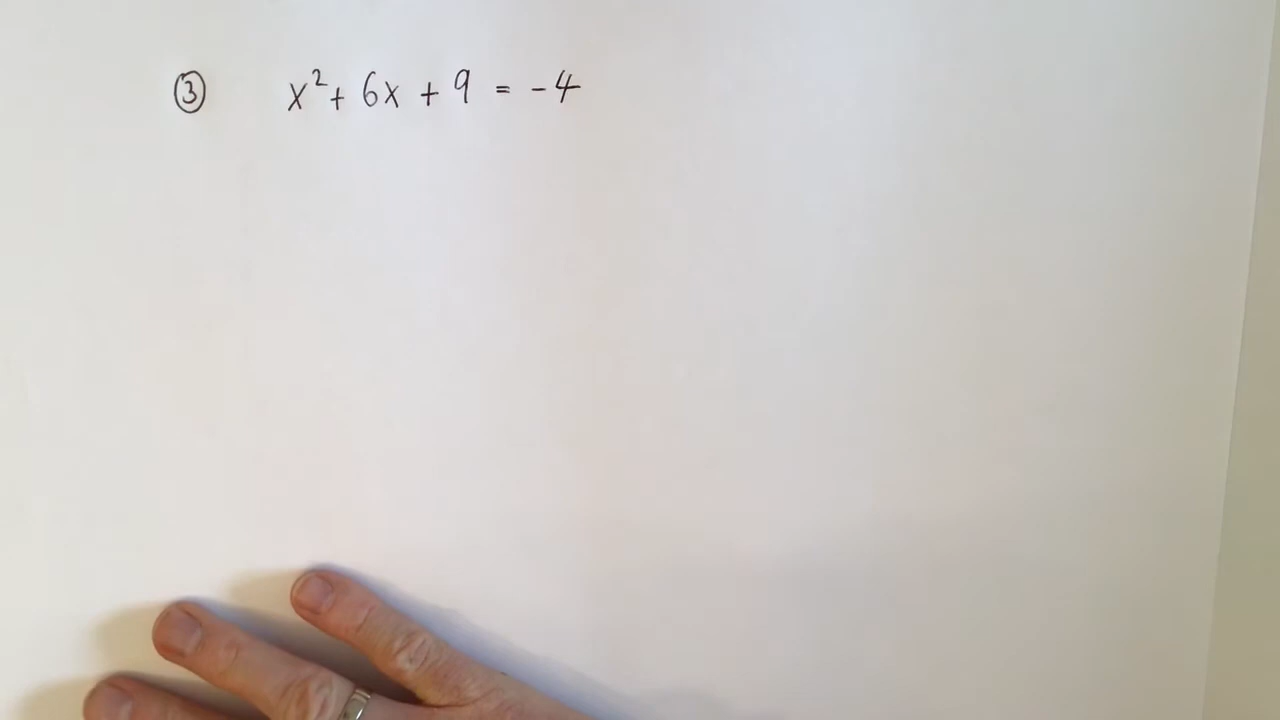 ③ x² + 6x + 9 = -4